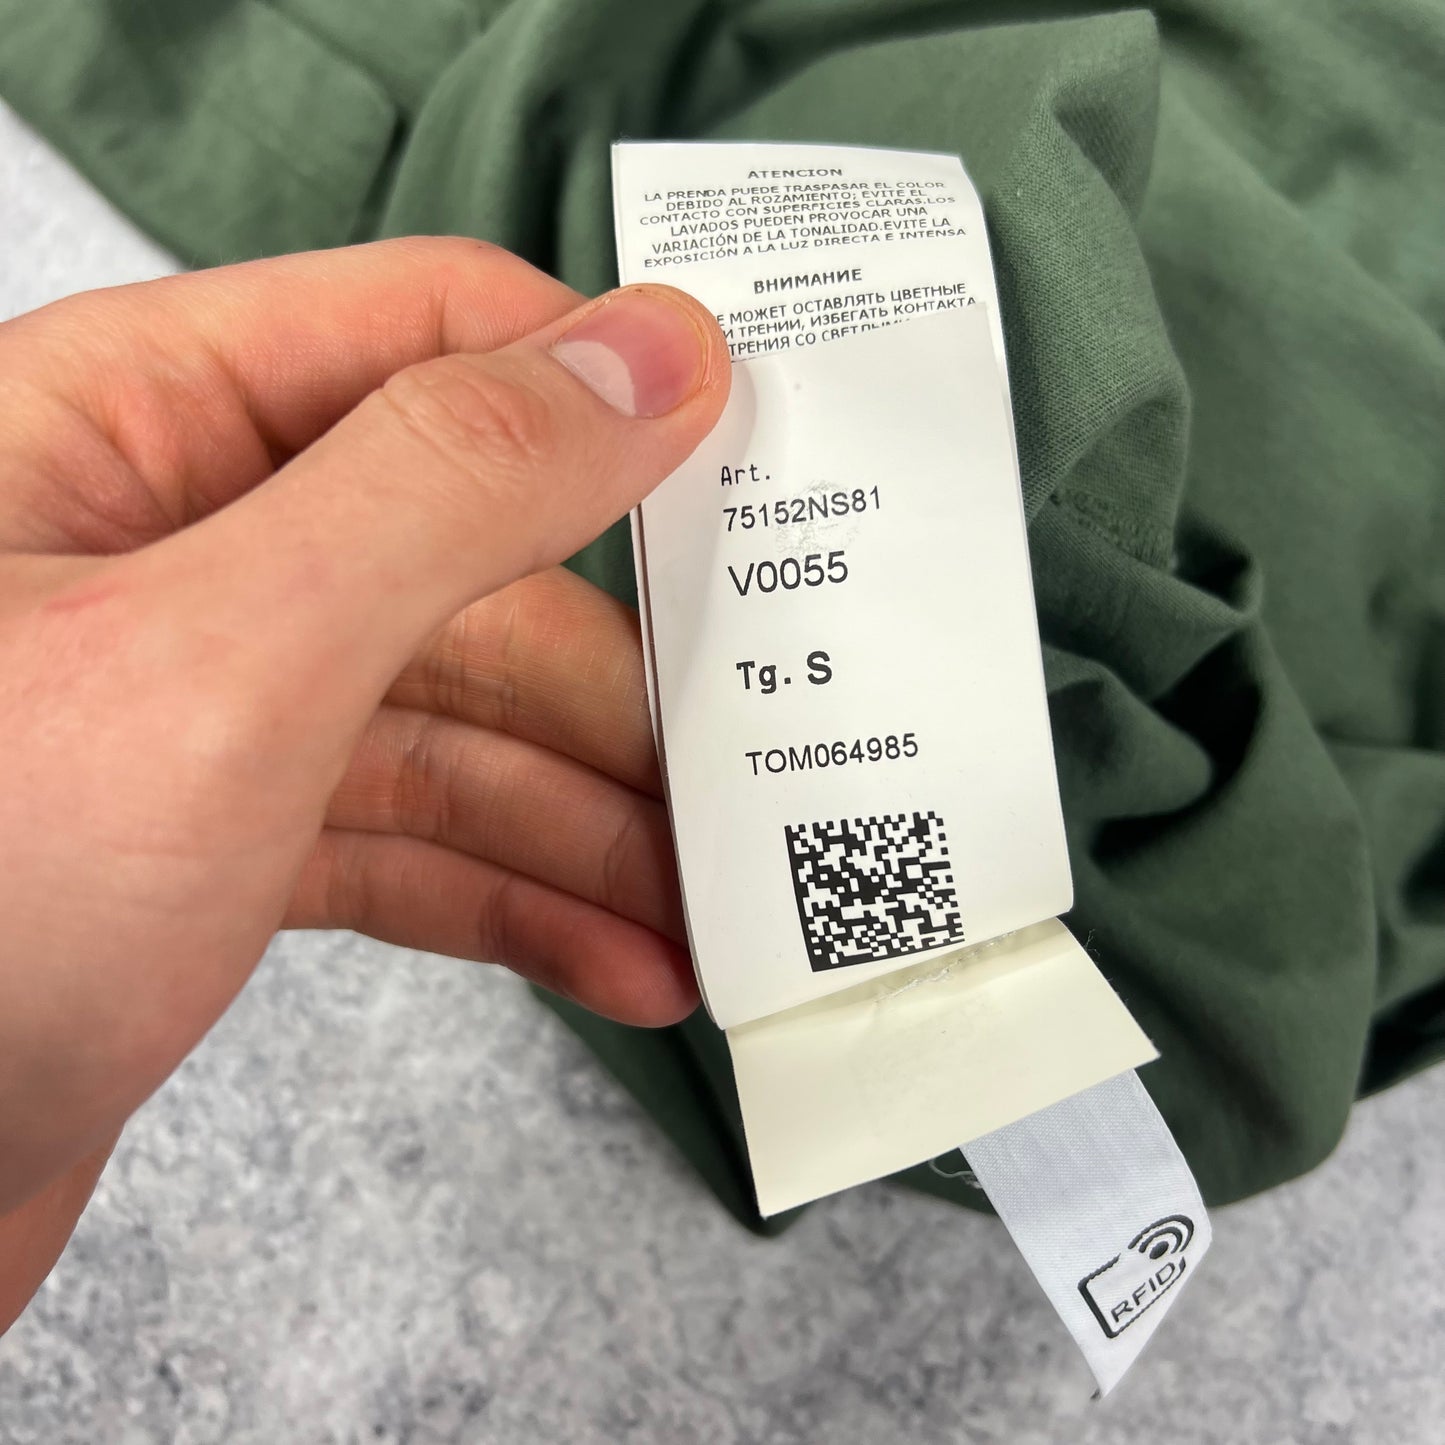 ATENCION
LA PRENDA PUEDE TRASPASAR EL COLOR
DEBIDO AL ROZAMIENTO; EVITE EL
CONTACTO CON SUPERFICIES CLARAS.LOS
LAVADOS PUEDEN PROVOCAR UNA
VARIACIÓN DE LA TONALIDAD.EVITE LA
EXPOSICIÓN A LA LUZ DIRECTA E INTENSA
ВНИМАНИЕ
МОЖЕТ ОСТАВЛЯТЬ ЦВЕТНЫЕ
ТРЕНИИ, ИЗБЕГАТЬ КОНТАКТА
ТРЕНИЯ СО
Art.
75152NS81
V0055
Tg. S
TOM064985
RFID